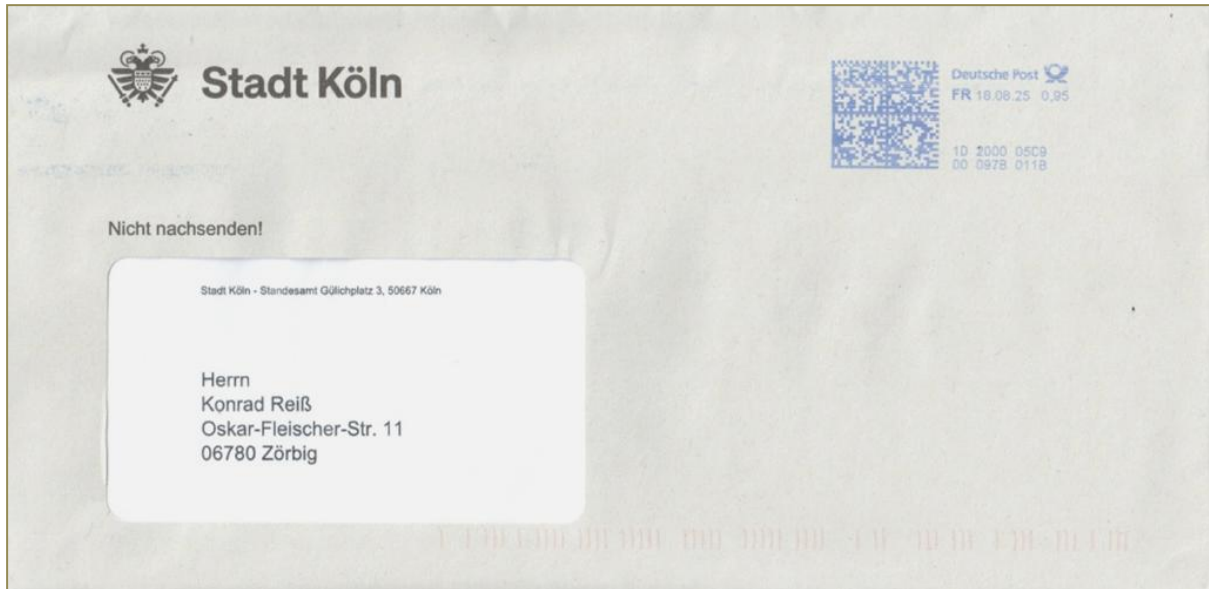 Stadt Köln
Deutsche Post
FR 18.08.25 0,95
1D 2000 05C9
00 097B 011B
Nicht nachsenden!
Stadt Köln - Standesamt Gülichplatz 3, 50667 Köln
Herrn
Konrad Reiß
Oskar-Fleischer-Str. 11
06780 Zörbig